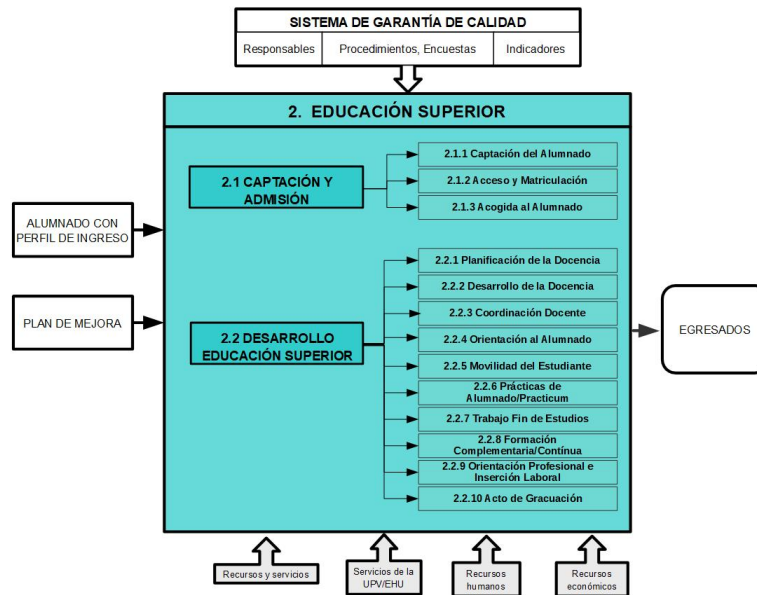 SISTEMA DE GARANTÍA DE CALIDAD
Responsables
Procedimientos, Encuestas
Indicadores
2. EDUCACIÓN SUPERIOR
2.1 CAPTACIÓN Y
ADMISIÓN
2.1.1 Captación del Alumnado
2.1.2 Acceso y Matriculación
2.1.3 Acogida al Alumnado
ALUMNADO CON
PERFIL DE INGRESO
PLAN DE MEJORA
2.2 DESARROLLO
EDUCACIÓN SUPERIOR
2.2.1 Planificación de la Docencia
2.2.2 Desarrollo de la Docencia
2.2.3 Coordinación Docente
2.2.4 Orientación al Alumnado
2.2.5 Movilidad del Estudiante
2.2.6 Prácticas de
Alumnado/Practicum
2.2.7 Trabajo Fin de Estudios
2.2.8 Formación
Complementaria/Contínua
2.2.9 Orientación Profesional e
Inserción Laboral
2.2.10 Acto de Gracuación
EGRESADOS
Recursos y servicios
Servicios de la
UPV/EHU
Recursos
humanos
Recursos
económicos